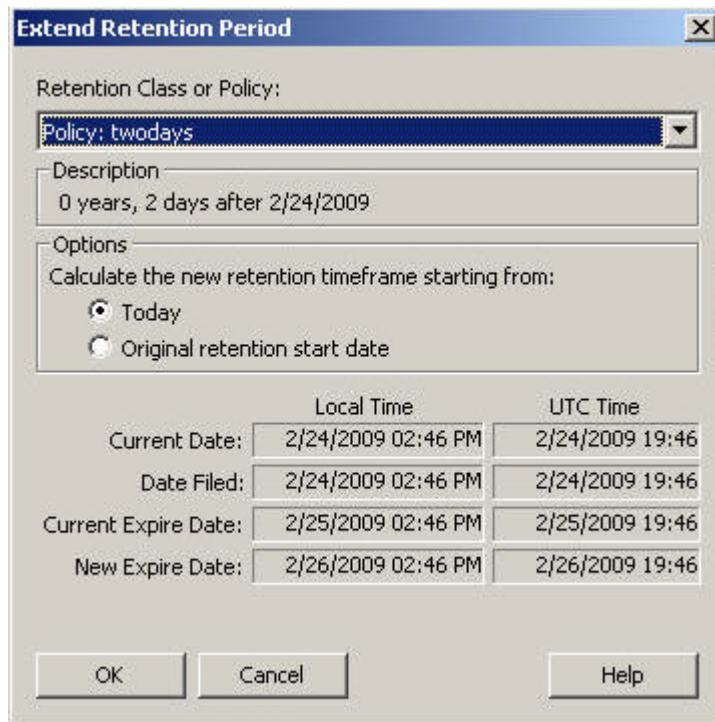 Extend Retention Period
Retention Class or Policy:
Policy: twodays
Description
0 years, 2 days after 2/24/2009
Options
Calculate the new retention timeframe starting from:
Today
Original retention start date
Local Time UTC Time
Current Date: 2/24/2009 02:46 PM 2/24/2009 19:46
Date Filed: 2/24/2009 02:46 PM 2/24/2009 19:46
Current Expire Date: 2/25/2009 02:46 PM 2/25/2009 19:46
New Expire Date: 2/26/2009 02:46 PM 2/26/2009 19:46
OK Cancel Help